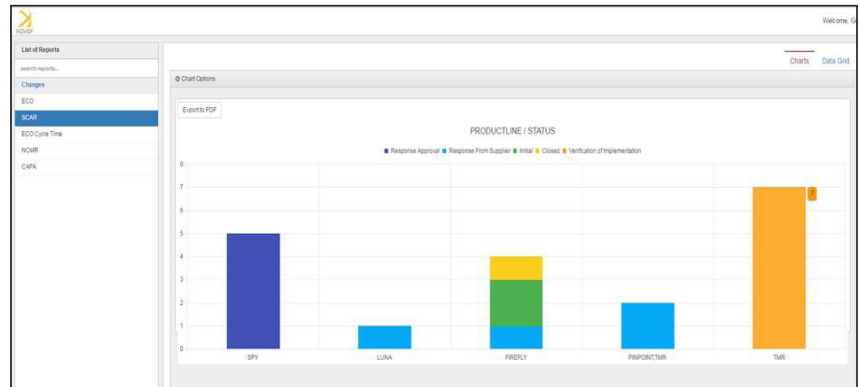 XAVOR
Welcome, G
List of Reports
search reports...
Changes
ECO
SCAR
ECO Cycle Time
NCMR
CAPA
Charts Data Grid
Chart Options
Export to PDF
PRODUCTLINE / STATUS
Response Approval Response From Supplier Initial Closed Verification of Implementation
8
7
7
6
5
4
3
2
1
0
SPY LUNA FIREFLY PINPOINT,TMR TMR